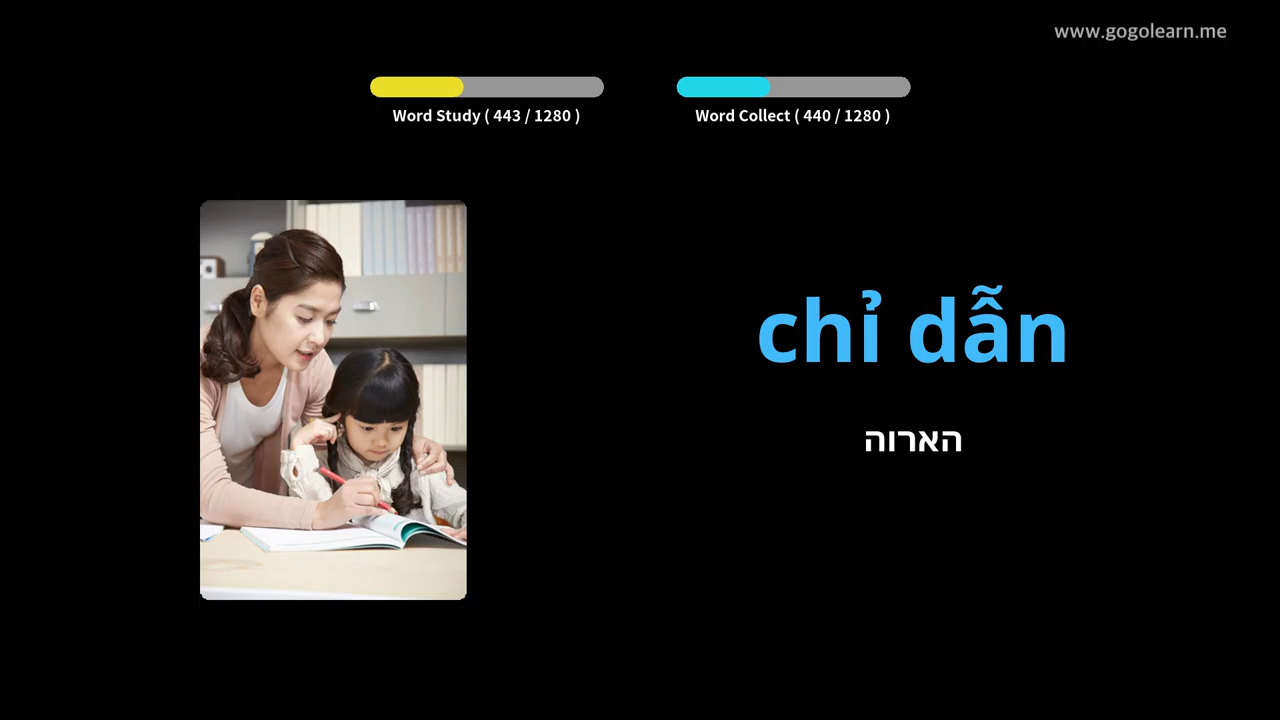 www.gogolearn.me
Word Study ( 443 / 1280 )
Word Collect ( 440 / 1280 )
chỉ dẫn
הארוה